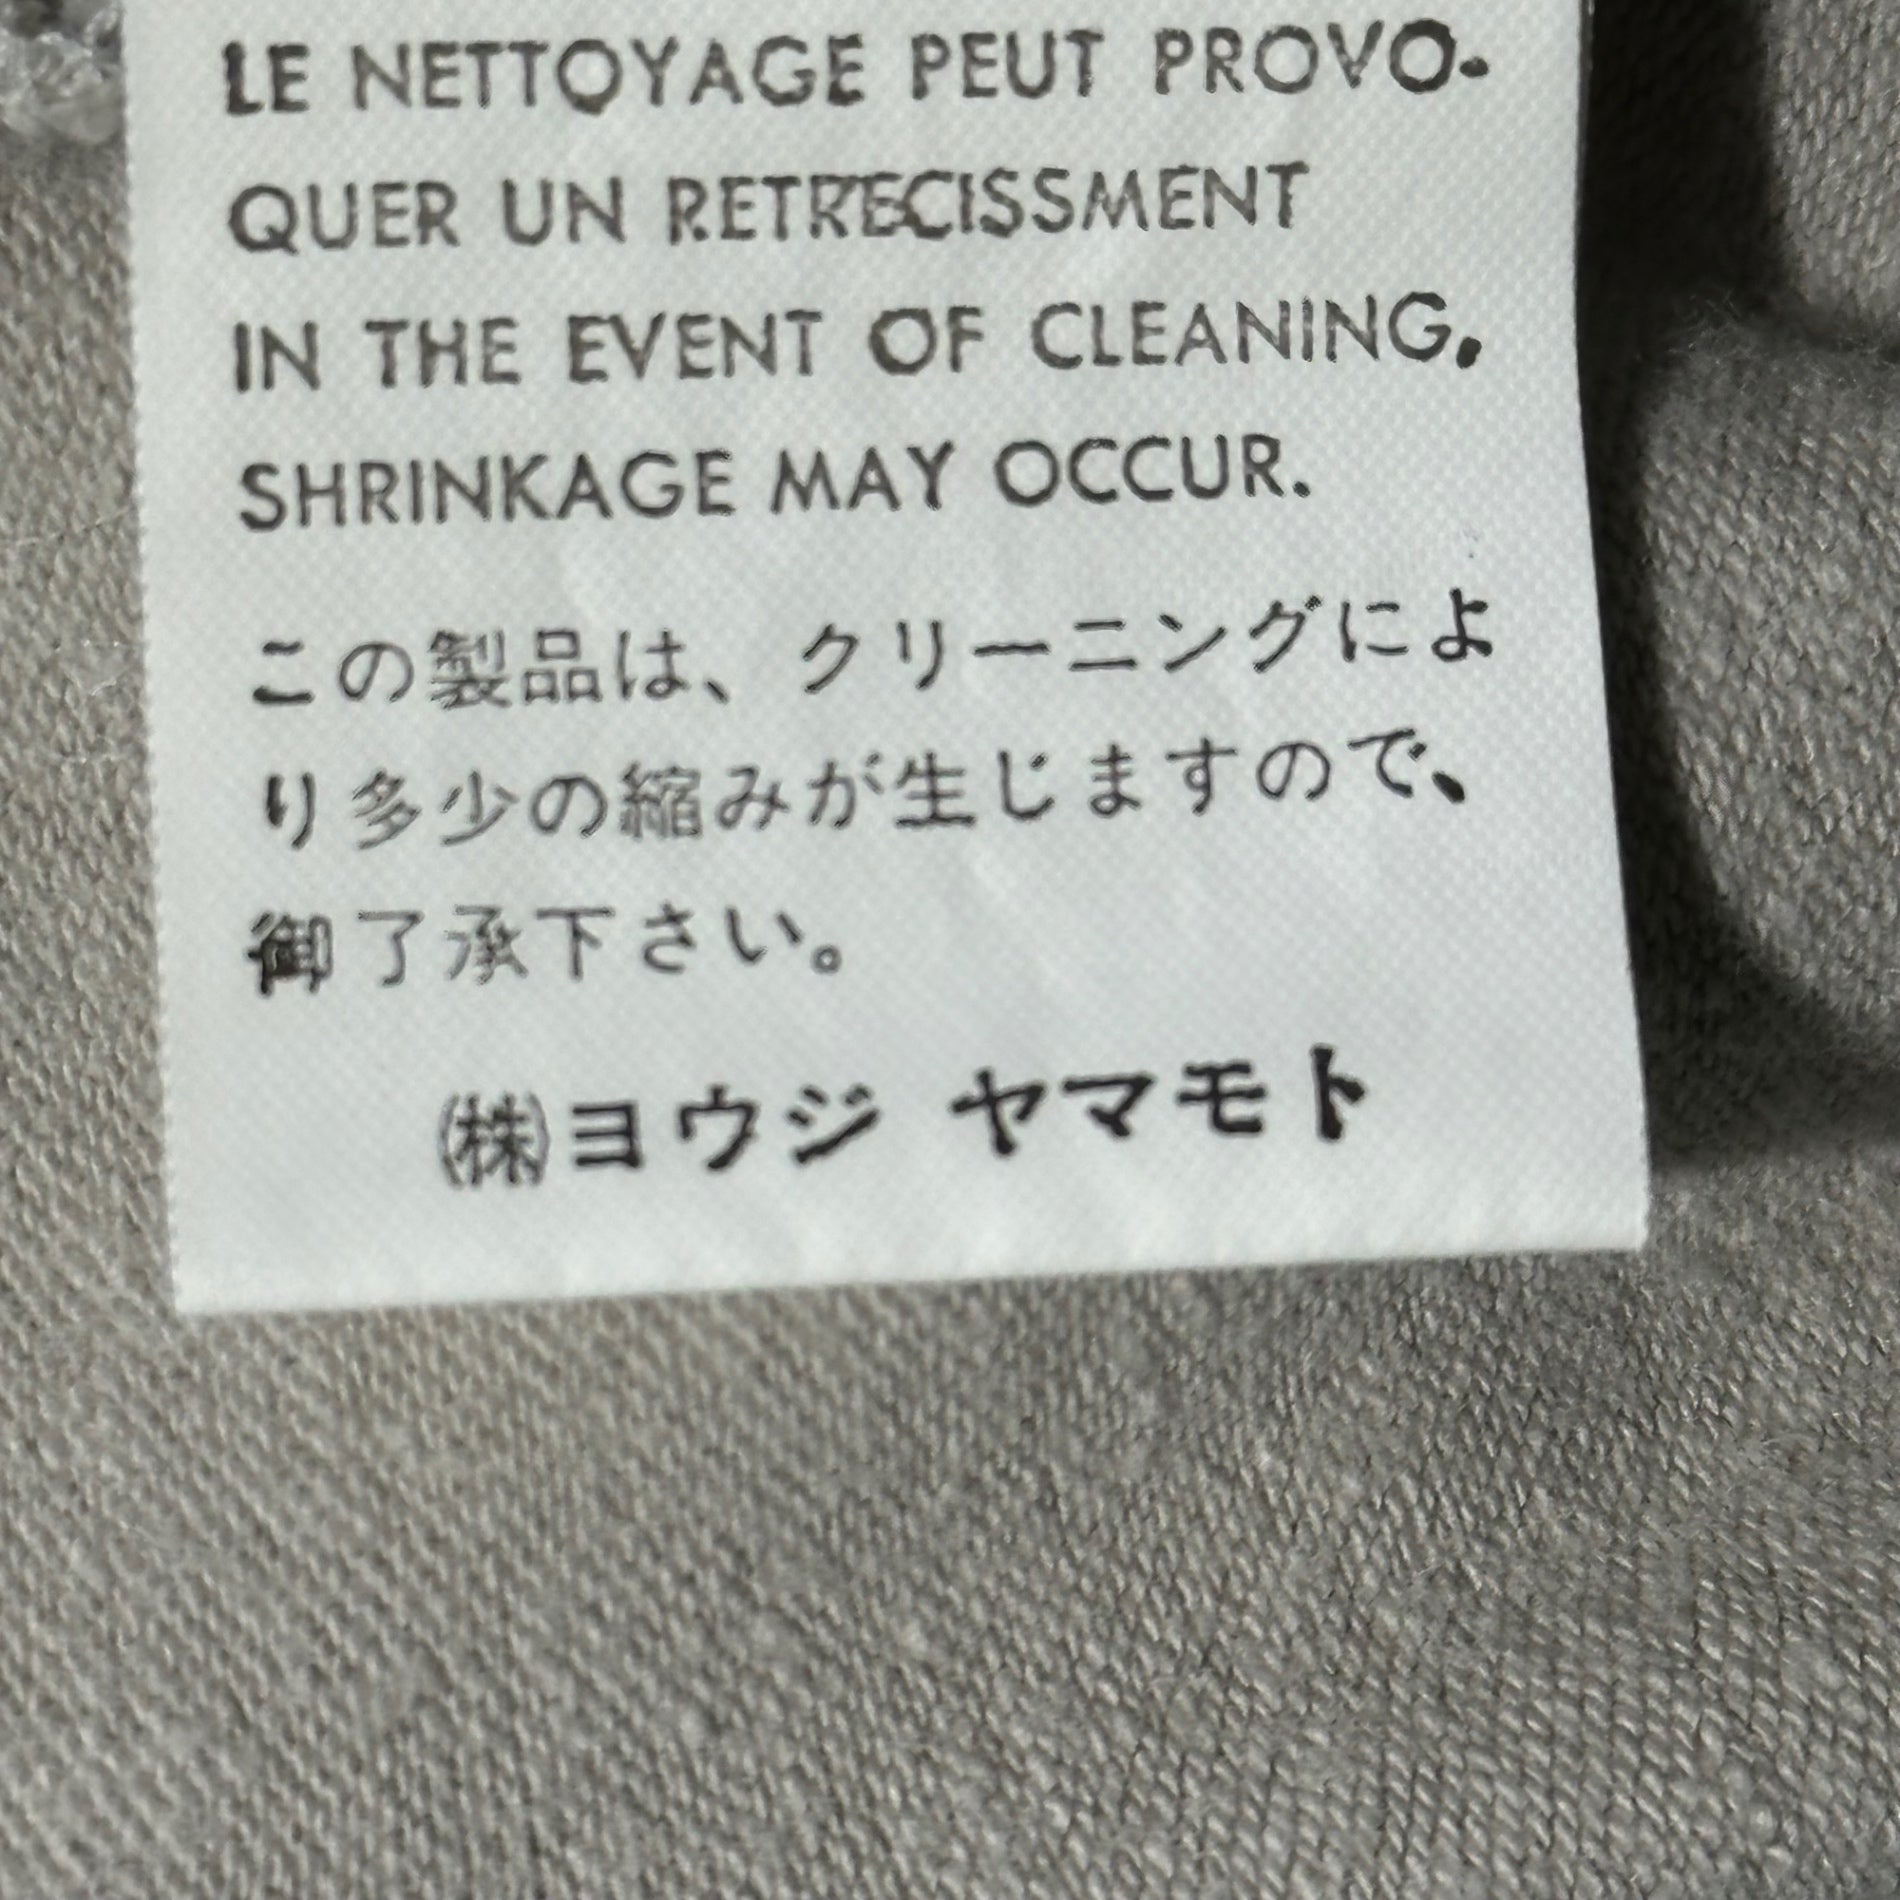 LE NETTOYAGE PEUT PROVO-
QUER UN RETRECISSMENT
IN THE EVENT OF CLEANING,
SHRINKAGE MAY OCCUR.
この製品は、クリーニングによ
り多少の縮みが生じますので、
御了承下さい。
㈱ヨウジ ヤマモト